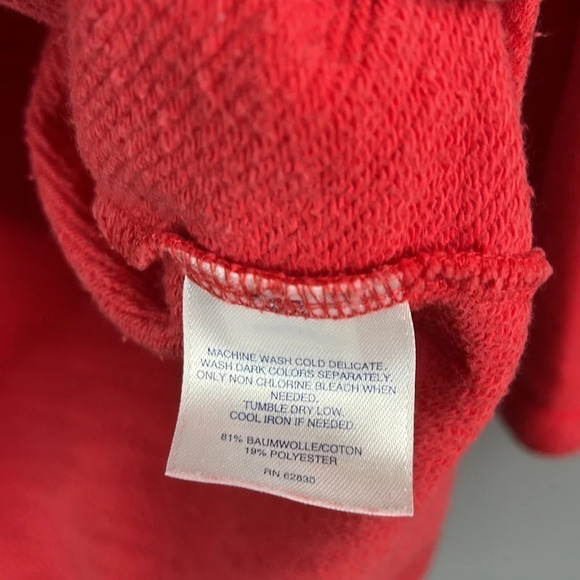 MACHINE WASH COLD DELICATE.
WASH DARK COLORS SEPARATELY.
ONLY NON CHLORINE BLEACH WHEN
NEEDED.
TUMBLE DRY LOW.
COOL IRON IF NEEDED.
81% BAUMWOLLE/COTON
19% POLYESTER
RN 62830